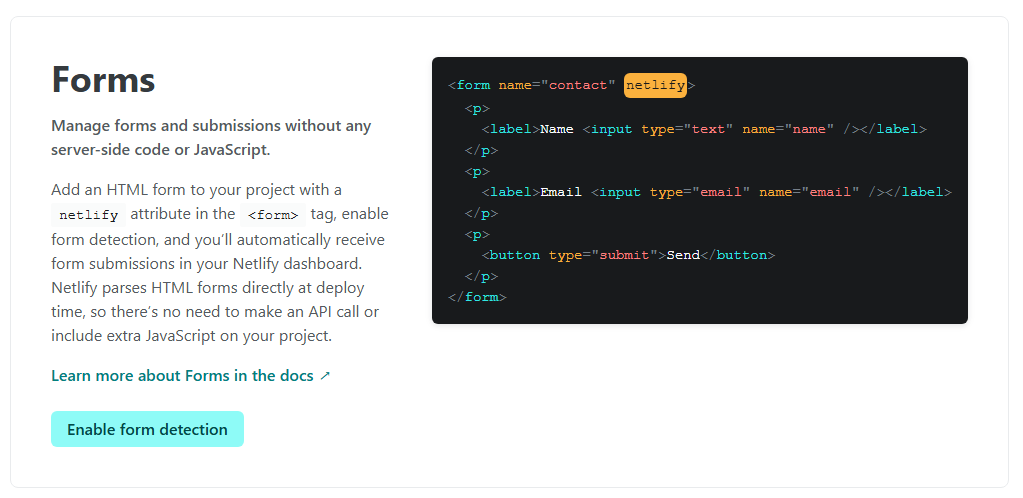 Forms
Manage forms and submissions without any
server-side code or JavaScript.
Add an HTML form to your project with a
netlify attribute in the <form> tag, enable
form detection, and you’ll automatically receive
form submissions in your Netlify dashboard.
Netlify parses HTML forms directly at deploy
time, so there’s no need to make an API call or
include extra JavaScript on your project.
Learn more about Forms in the docs ↗
Enable form detection
<form name="contact" netlify>
  <p>
    <label>Name <input type="text" name="name" /></label>
  </p>
  <p>
    <label>Email <input type="email" name="email" /></label>
  </p>
  <p>
    <button type="submit">Send</button>
  </p>
</form>